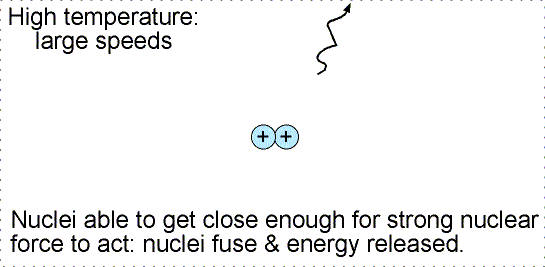 High temperature:
large speeds
+ +
Nuclei able to get close enough for strong nuclear
force to act: nuclei fuse & energy released.